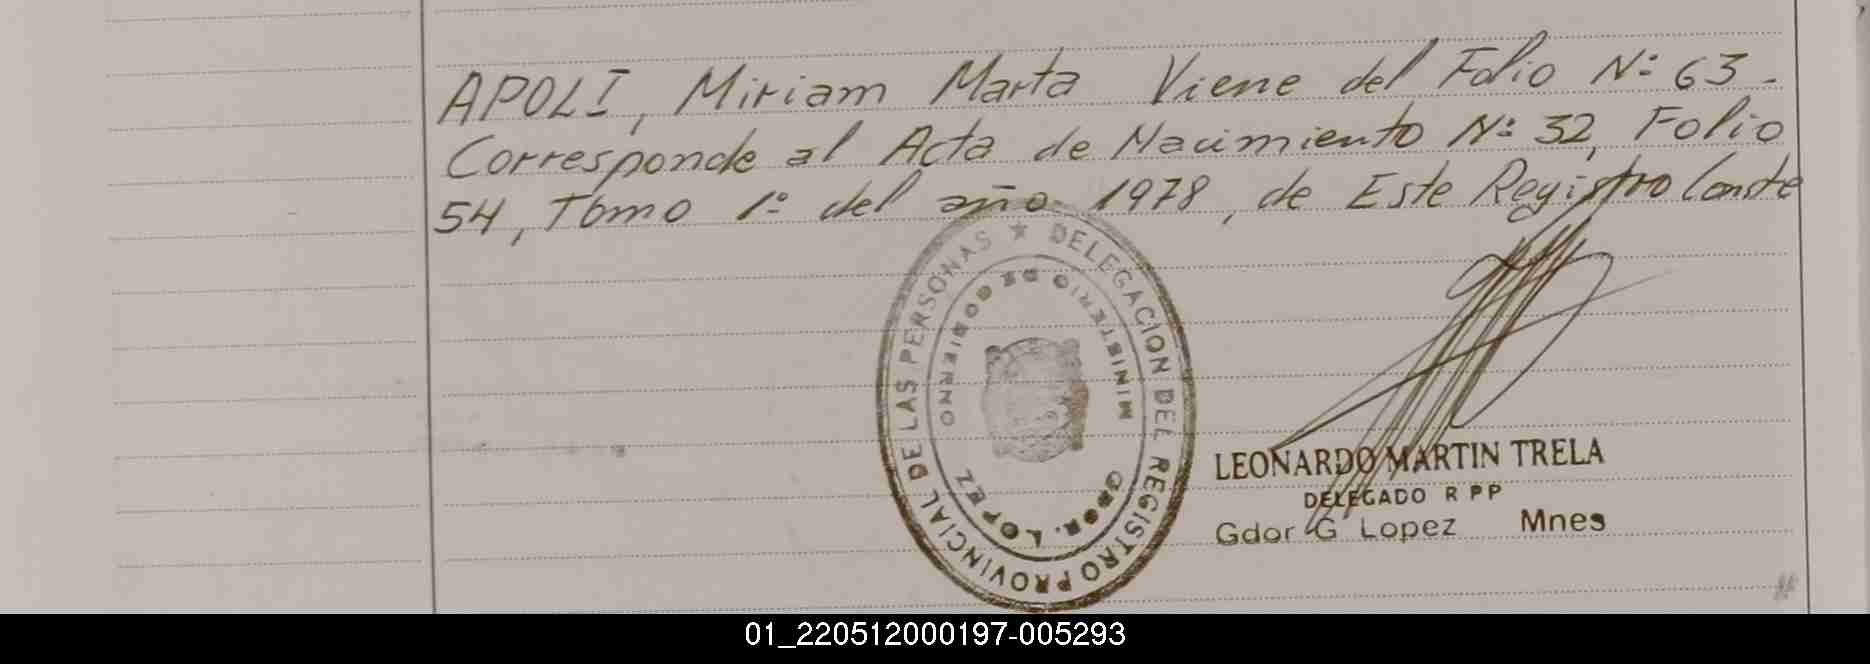 APOLI, Miriam Marta Viene del Folio Nº 63-
Corresponde al Acta de Nacimiento Nº 32, Folio
54, Tomo 1º del año 1978, de Este Registro Conste
DELEGACION DEL REGISTRO PROVINCIAL DE LAS PERSONAS ★
MINISTERIO DE GOBIERNO
GDOR. LOPEZ
LEONARDO MARTIN TRELA
DELEGADO R P P
Gdor G Lopez Mnes
01_220512000197-005293